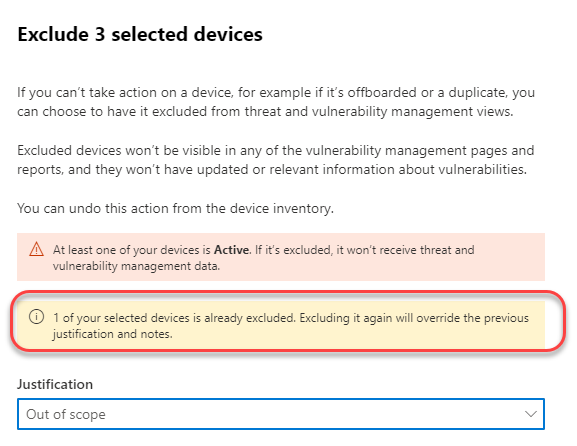 Exclude 3 selected devices
If you can't take action on a device, for example if it's offboarded or a duplicate, you
can choose to have it excluded from threat and vulnerability management views.
Excluded devices won't be visible in any of the vulnerability management pages and
reports, and they won't have updated or relevant information about vulnerabilities.
You can undo this action from the device inventory.
At least one of your devices is Active. If it's excluded, it won't receive threat and
vulnerability management data.
1 of your selected devices is already excluded. Excluding it again will override the previous
justification and notes.
Justification
Out of scope